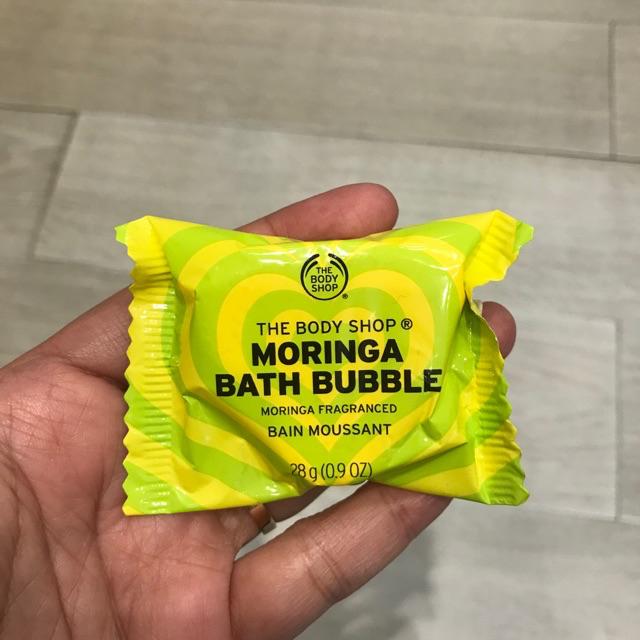 THE
BODY
SHOP
®
THE BODY SHOP ®
MORINGA
BATH BUBBLE
MORINGA FRAGRANCED
BAIN MOUSSANT
28 g (0.9 OZ)